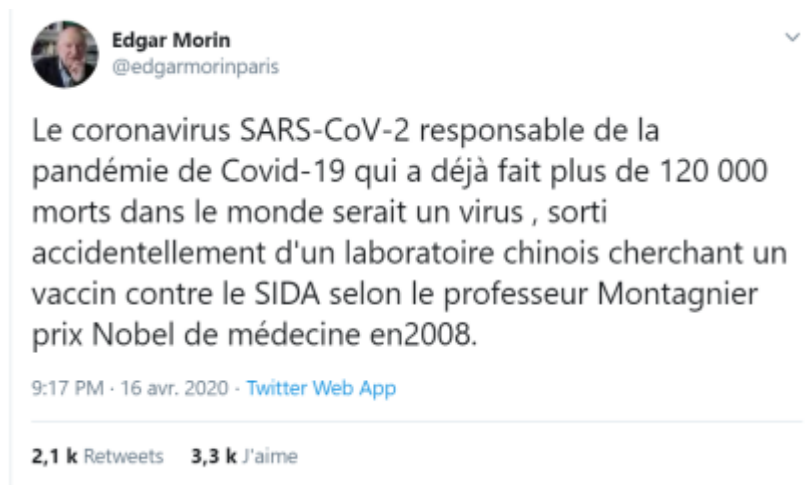 Edgar Morin
@edgarmorinparis
Le coronavirus SARS-CoV-2 responsable de la
pandémie de Covid-19 qui a déjà fait plus de 120 000
morts dans le monde serait un virus , sorti
accidentellement d'un laboratoire chinois cherchant un
vaccin contre le SIDA selon le professeur Montagnier
prix Nobel de médecine en2008.
9:17 PM · 16 avr. 2020 · Twitter Web App
2,1 k Retweets 3,3 k J'aime